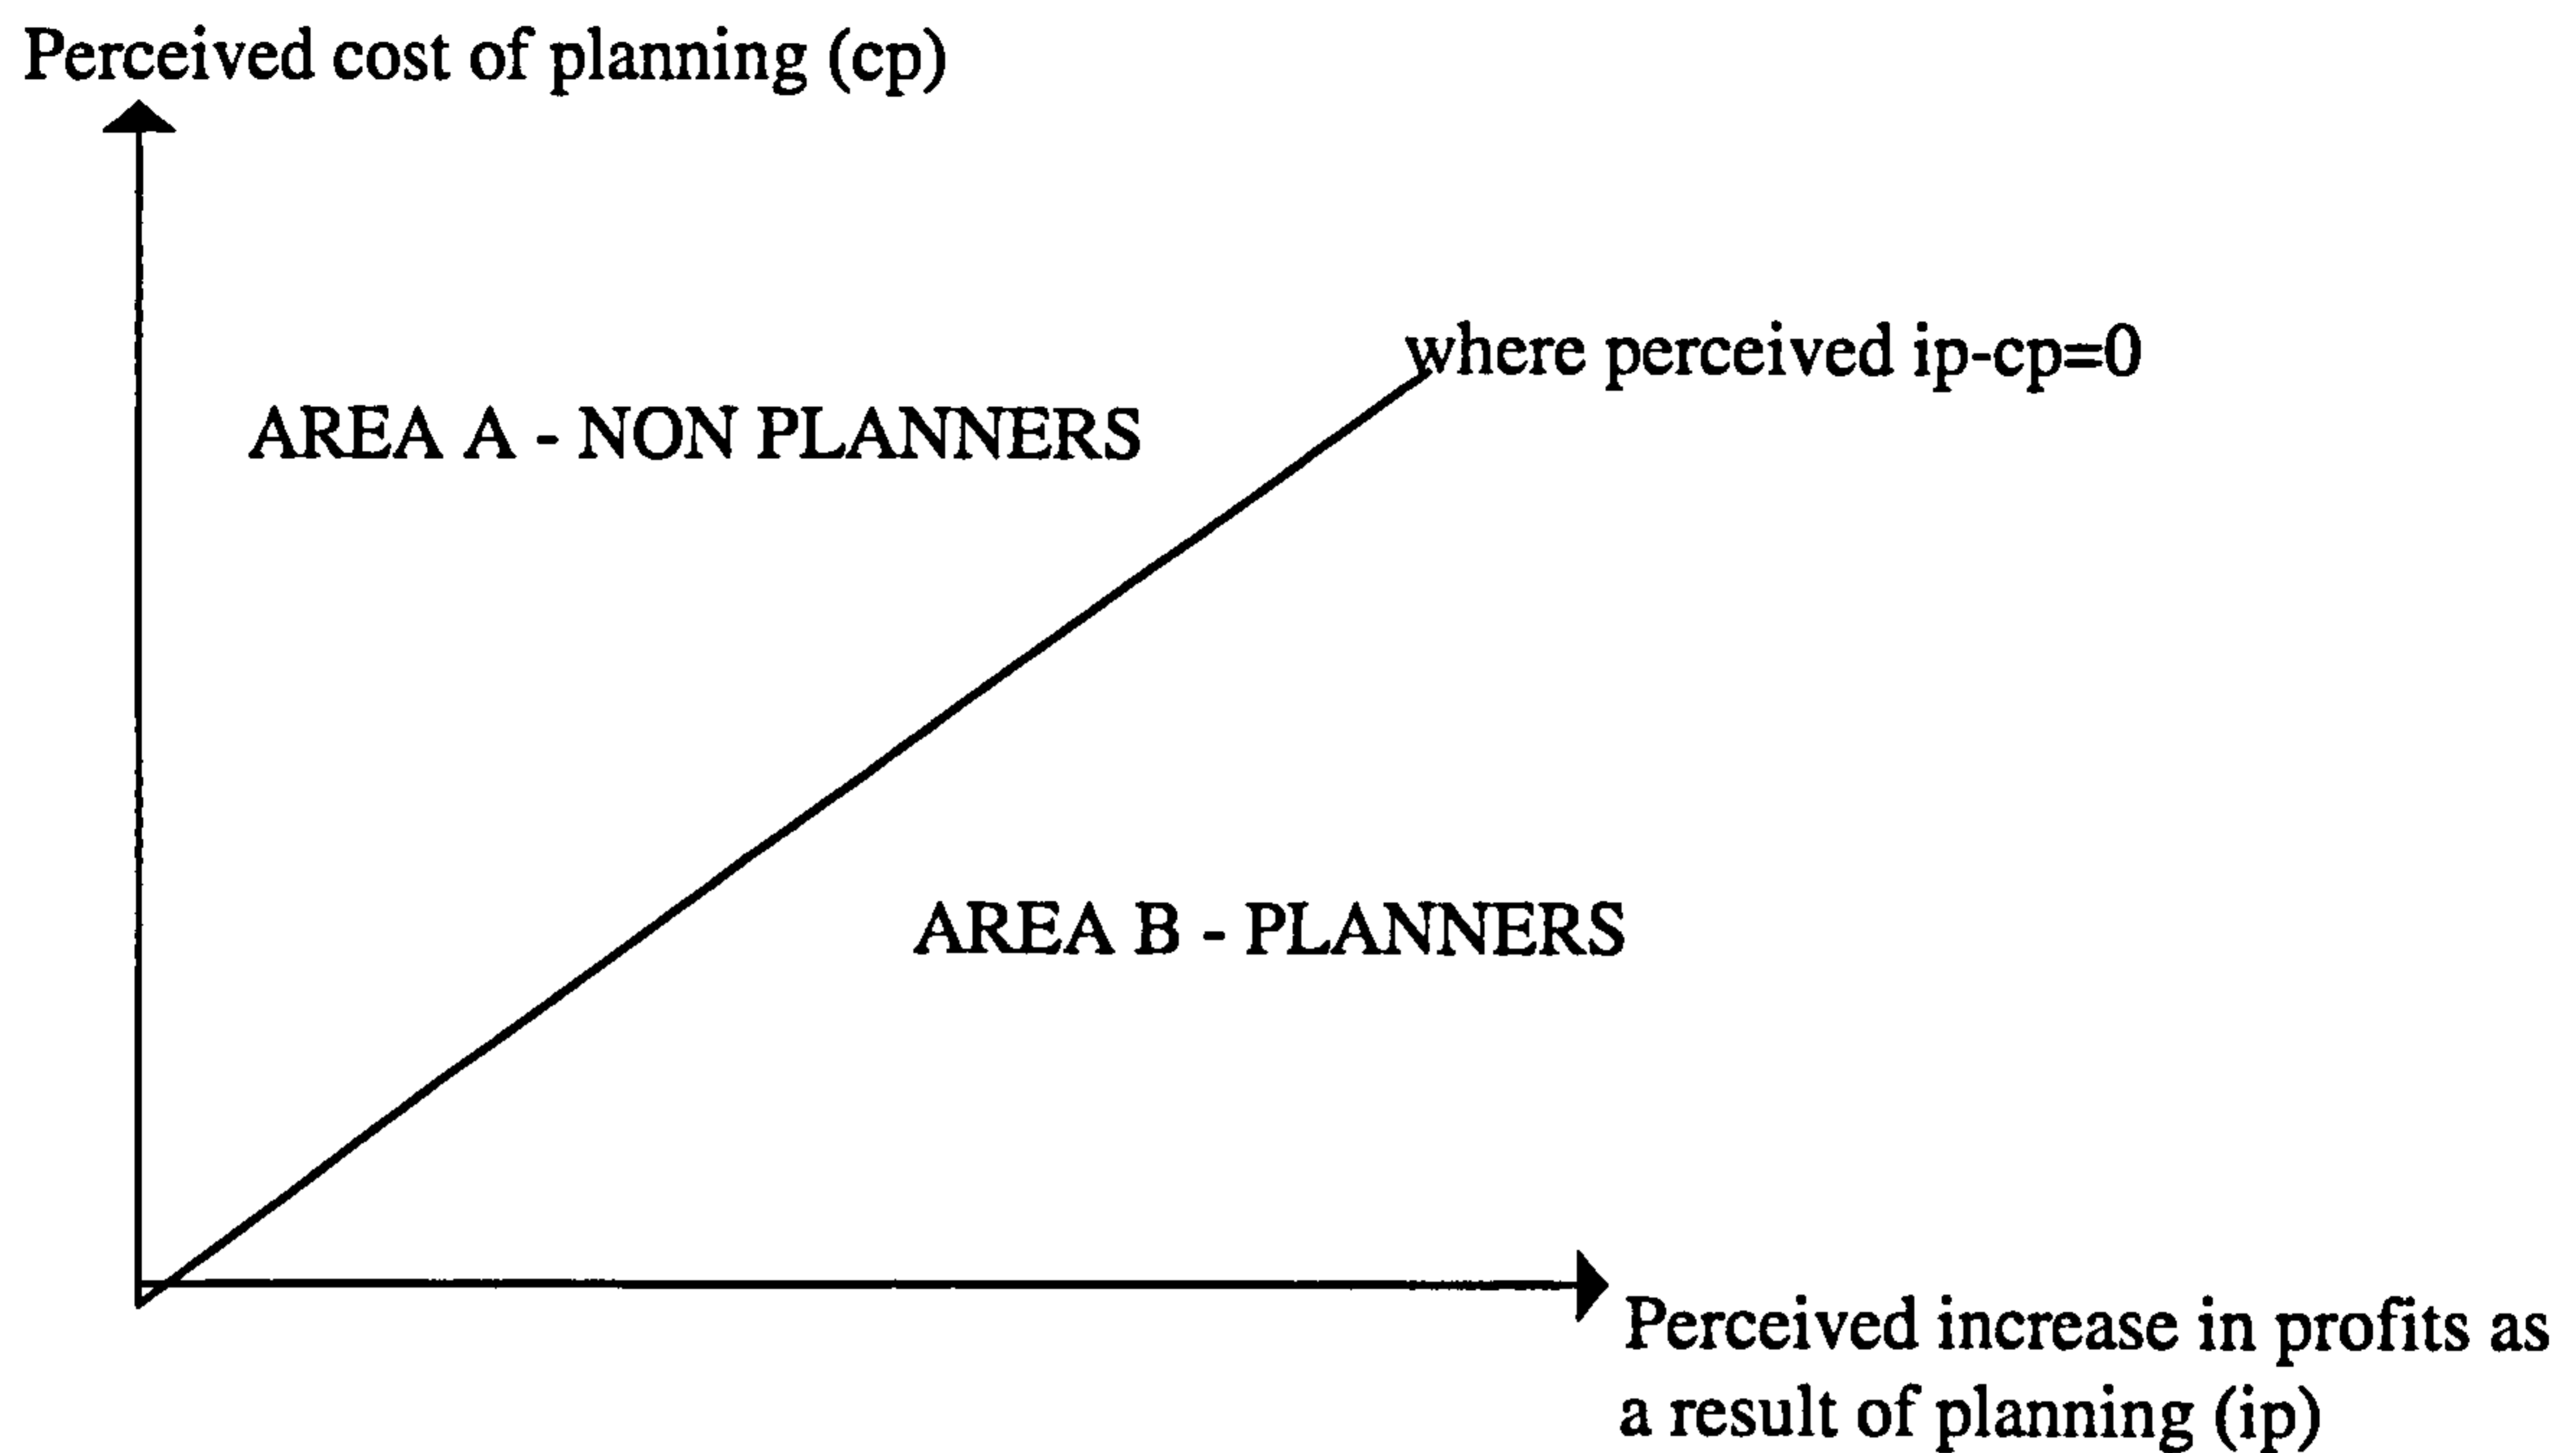 Perceived cost of planning (cp)
where perceived ip-cp=0
AREA A - NON PLANNERS
AREA B - PLANNERS
Perceived increase in profits as
a result of planning (ip)